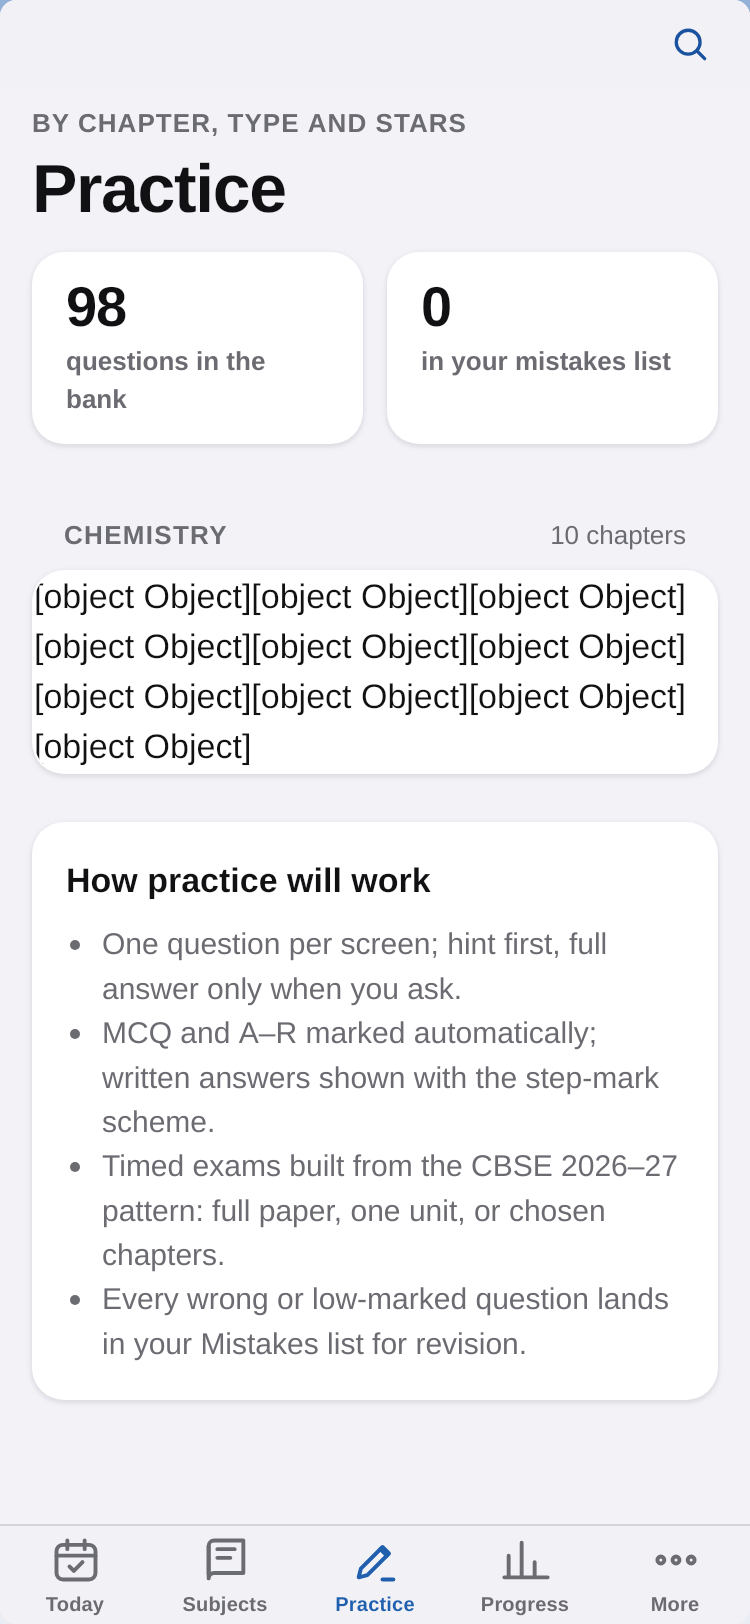 BY CHAPTER, TYPE AND STARS
Practice
98
questions in the
bank
0
in your mistakes list
CHEMISTRY
10 chapters
[object Object][object Object][object Object]
[object Object][object Object][object Object]
[object Object][object Object][object Object]
[object Object]
How practice will work
• One question per screen; hint first, full
answer only when you ask.
• MCQ and A–R marked automatically;
written answers shown with the step-mark
scheme.
• Timed exams built from the CBSE 2026–27
pattern: full paper, one unit, or chosen
chapters.
• Every wrong or low-marked question lands
in your Mistakes list for revision.
Today
Subjects
Practice
Progress
More